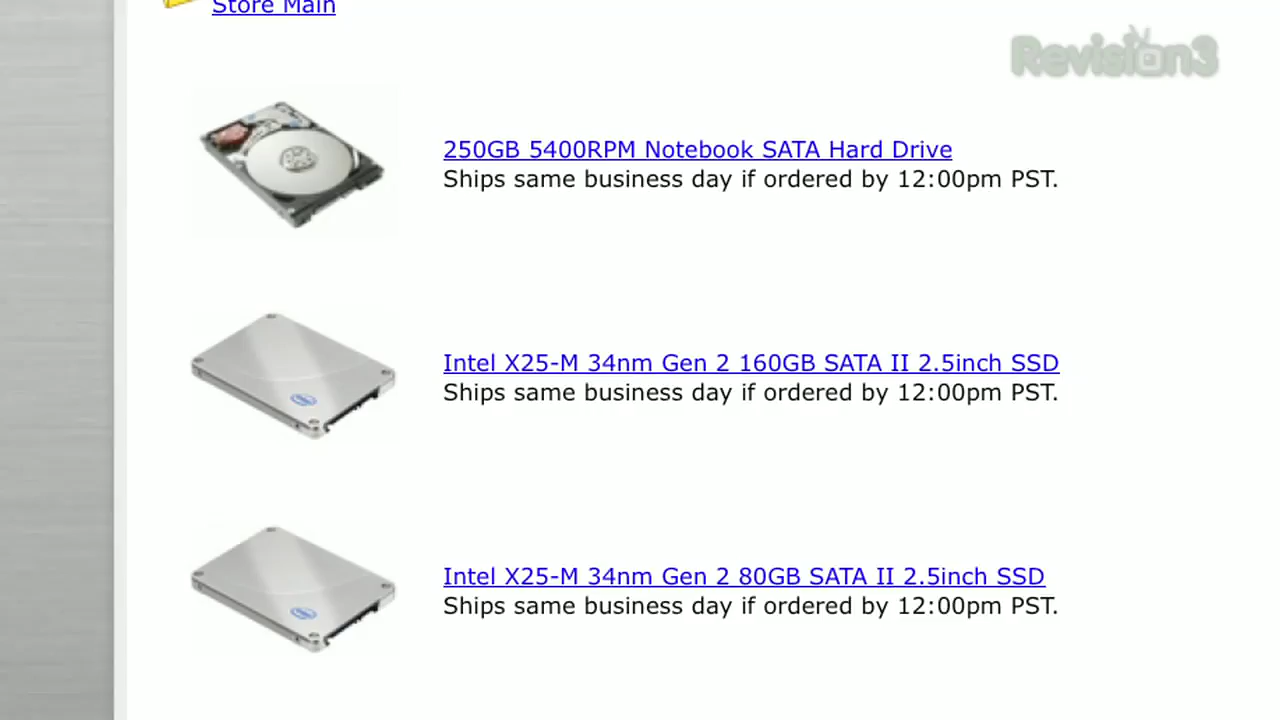 Store Main
Revision3
250GB 5400RPM Notebook SATA Hard Drive
Ships same business day if ordered by 12:00pm PST.
Intel X25-M 34nm Gen 2 160GB SATA II 2.5inch SSD
Ships same business day if ordered by 12:00pm PST.
Intel X25-M 34nm Gen 2 80GB SATA II 2.5inch SSD
Ships same business day if ordered by 12:00pm PST.